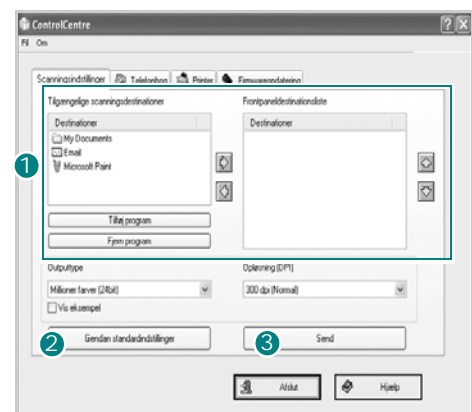 ControlCentre
Fil Om
Scanningsindstillinger Telefonbog Printer Firmwareopdatering
Tilgængelige scanningsdestinationer Frontpaneldestinationsliste
Destinationer Destinationer
My Documents
Email
Microsoft Paint
1
Tilføj program
Fjern program
Outputtype Opløsning (DPI)
Millioner farver (24bit) 300 dpi (Normal)
Vis eksempel
2 Gendan standardindstillinger 3 Send
Afslut Hjælp